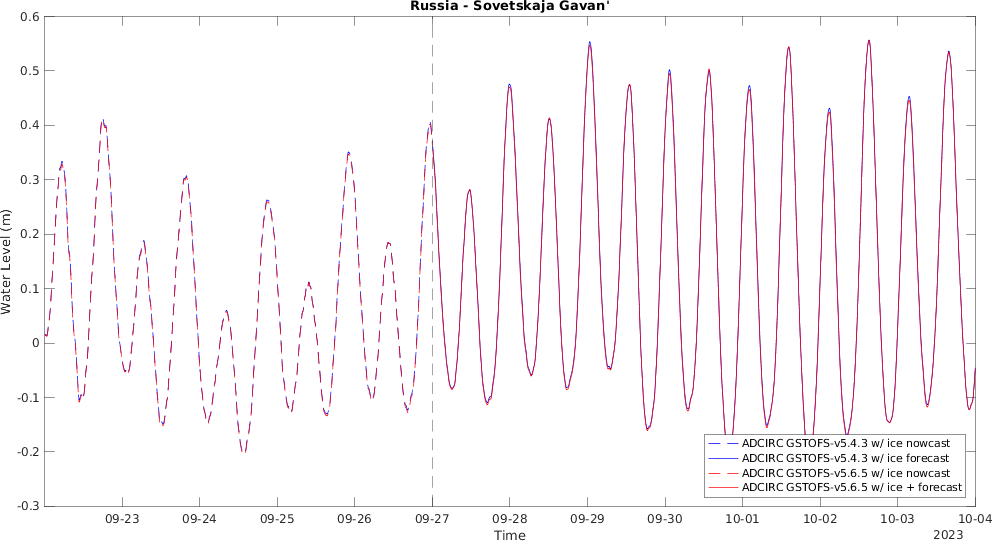 Russia - Sovetskaja Gavan'
0.6
0.5
0.4
0.3
0.2
0.1
0
-0.1
-0.2
-0.3
Water Level (m)
ADCIRC GSTOFS-v5.4.3 w/ ice nowcast
ADCIRC GSTOFS-v5.4.3 w/ ice forecast
ADCIRC GSTOFS-v5.6.5 w/ ice nowcast
ADCIRC GSTOFS-v5.6.5 w/ ice + forecast
09-23 09-24 09-25 09-26 09-27 09-28 09-29 09-30 10-01 10-02 10-03 10-04
Time
2023